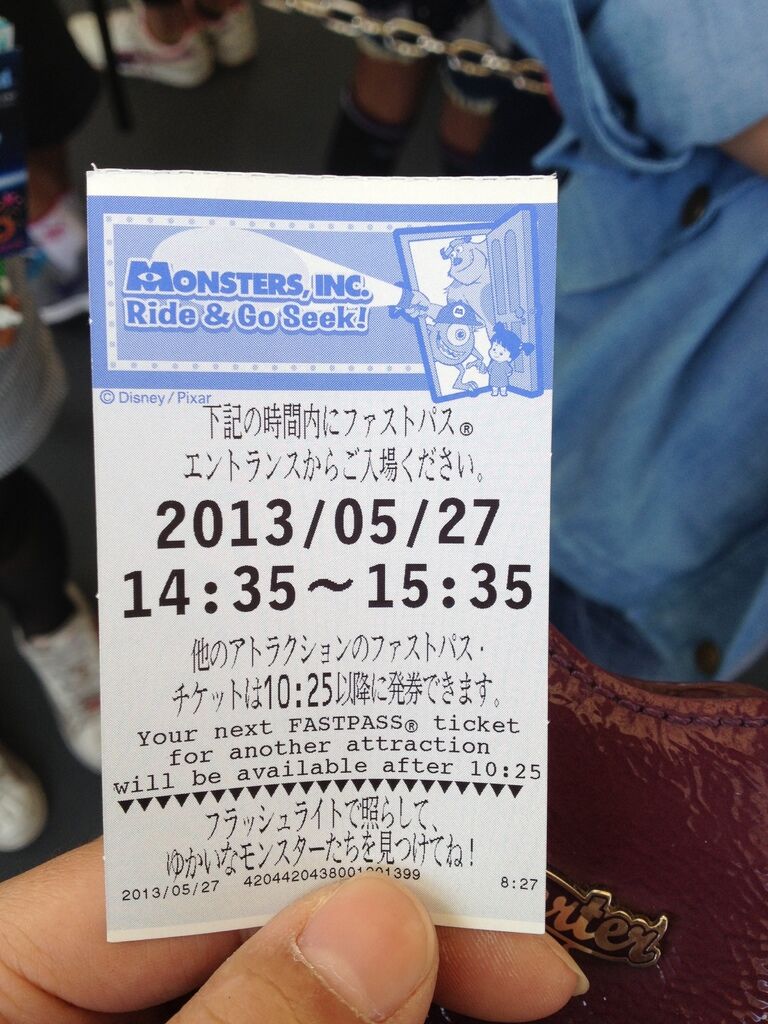 MONSTERS, INC.
Ride & Go Seek!
© Disney/Pixar
下記の時間内にファストパス®
エントランスからご入場ください。
2013/05/27
14:35～15:35
他のアトラクションのファストパス・
チケットは10:25以降に発券できます。
Your next FASTPASS® ticket
for another attraction
will be available after 10:25
フラッシュライトで照らして、
ゆかいなモンスターたちを見つけてね!
2013/05/27 8:27